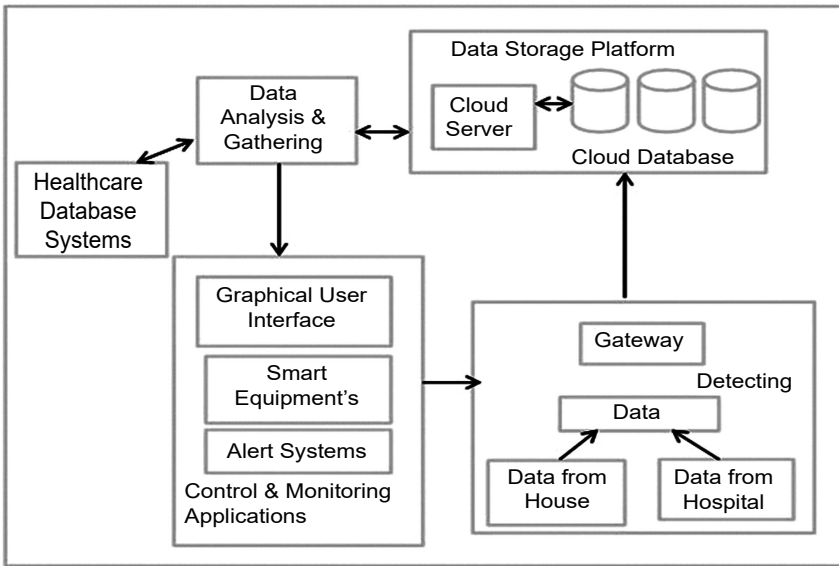 Data Storage Platform
Cloud
Server
Cloud Database
Data
Analysis &
Gathering
Healthcare
Database
Systems
Graphical User
Interface
Smart
Equipment's
Alert Systems
Control & Monitoring
Applications
Gateway
Detecting
Data
Data from
House
Data from
Hospital